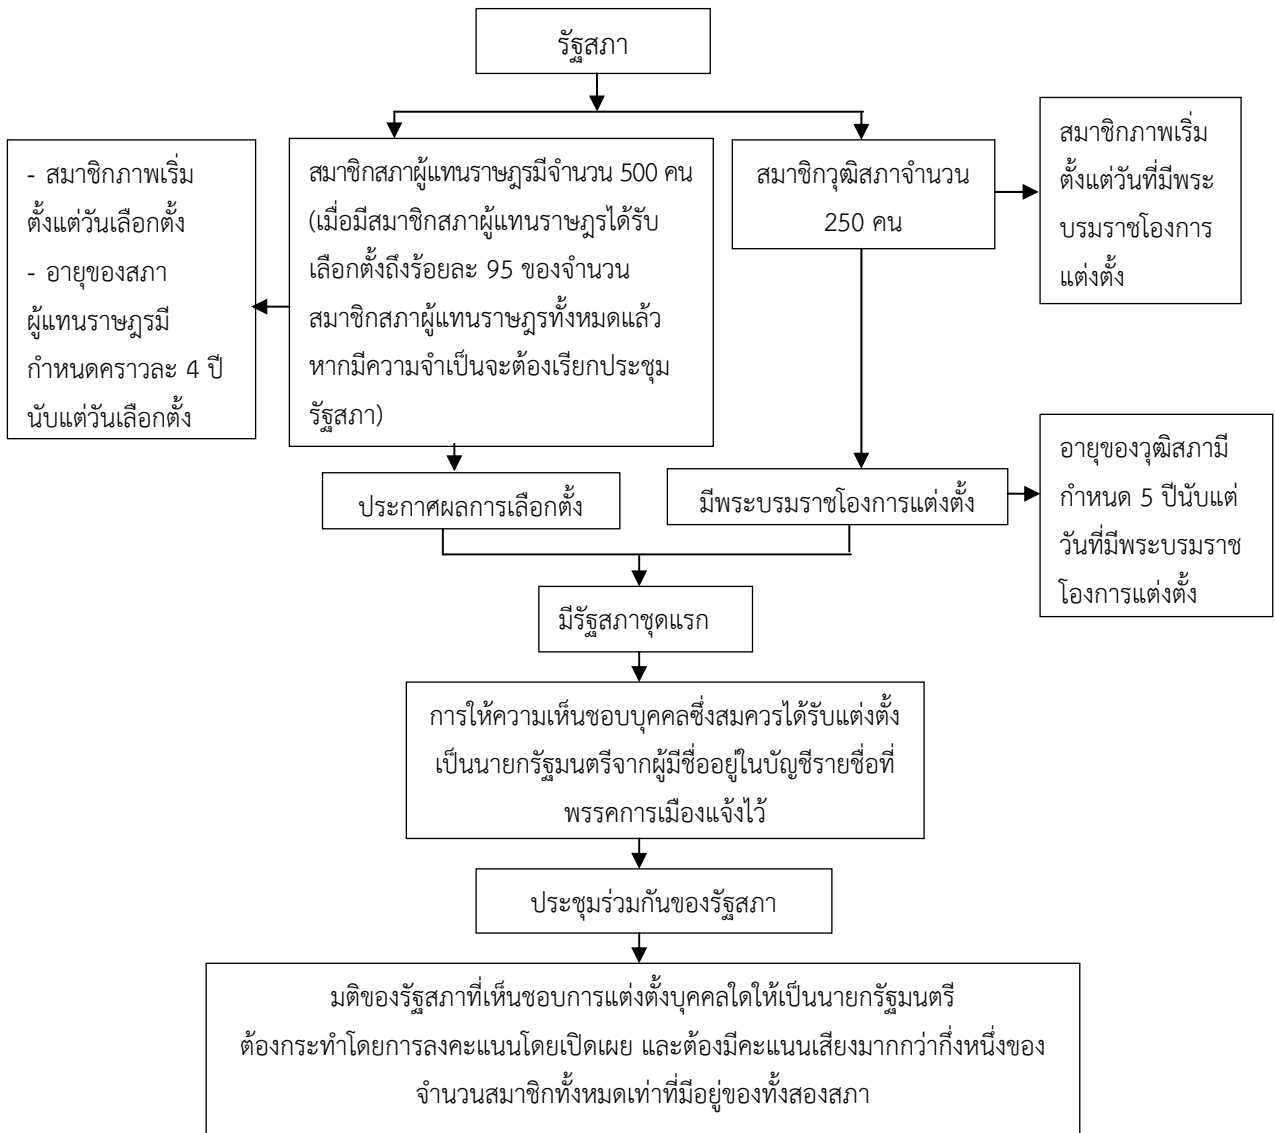 รัฐสภา
- สมาชิกภาพเริ่ม
ตั้งแต่วันเลือกตั้ง
- อายุของสภา
ผู้แทนราษฎรมี
กำหนดคราวละ 4 ปี
นับแต่วันเลือกตั้ง
สมาชิกสภาผู้แทนราษฎรมีจำนวน 500 คน
(เมื่อมีสมาชิกสภาผู้แทนราษฎรได้รับ
เลือกตั้งถึงร้อยละ 95 ของจำนวน
สมาชิกสภาผู้แทนราษฎรทั้งหมดแล้ว
หากมีความจำเป็นจะต้องเรียกประชุม
รัฐสภา)
สมาชิกวุฒิสภาจำนวน
250 คน
สมาชิกภาพเริ่ม
ตั้งแต่วันที่มีพระ
บรมราชโองการ
แต่งตั้ง
ประกาศผลการเลือกตั้ง
มีพระบรมราชโองการแต่งตั้ง
อายุของวุฒิสภามี
กำหนด 5 ปีนับแต่
วันที่มีพระบรมราช
โองการแต่งตั้ง
มีรัฐสภาชุดแรก
การให้ความเห็นชอบบุคคลซึ่งสมควรได้รับแต่งตั้ง
เป็นนายกรัฐมนตรีจากผู้มีชื่ออยู่ในบัญชีรายชื่อที่
พรรคการเมืองแจ้งไว้
ประชุมร่วมกันของรัฐสภา
มติของรัฐสภาที่เห็นชอบการแต่งตั้งบุคคลใดให้เป็นนายกรัฐมนตรี
ต้องกระทำโดยการลงคะแนนโดยเปิดเผย และต้องมีคะแนนเสียงมากกว่ากึ่งหนึ่งของ
จำนวนสมาชิกทั้งหมดเท่าที่มีอยู่ของทั้งสองสภา